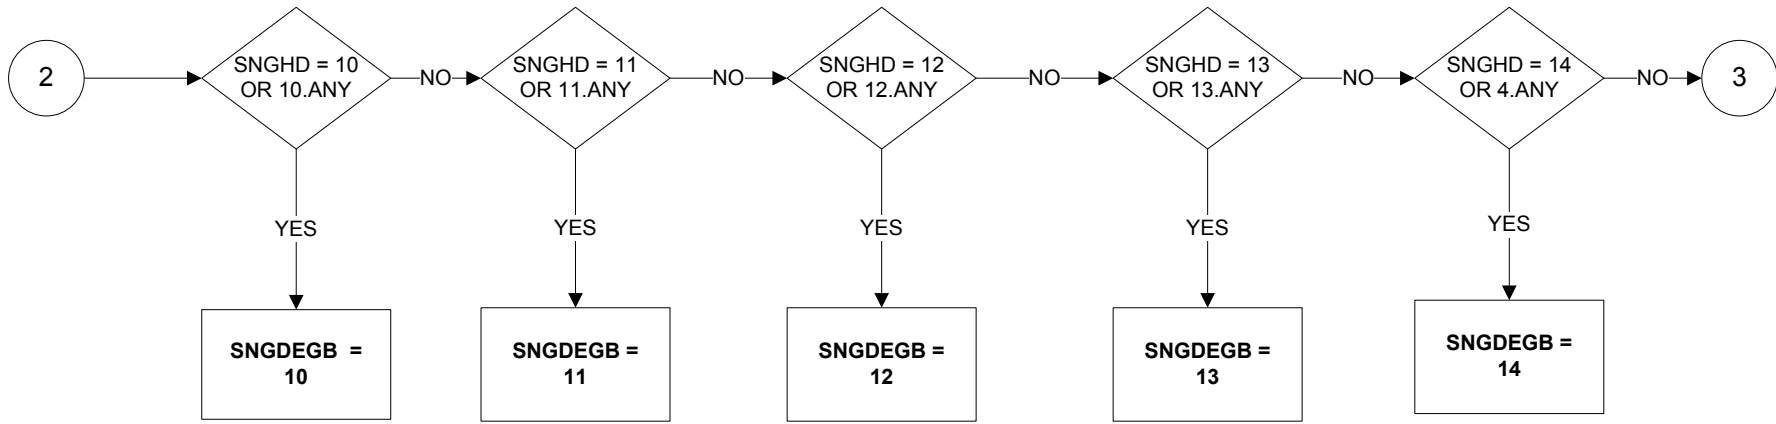 2
SNGHD = 10
OR 10.ANY
NO
SNGHD = 11
OR 11.ANY
NO
SNGHD = 12
OR 12.ANY
NO
SNGHD = 13
OR 13.ANY
NO
SNGHD = 14
OR 4.ANY
NO
3
YES
YES
YES
YES
YES
SNGDEGB =
10
SNGDEGB =
11
SNGDEGB =
12
SNGDEGB =
13
SNGDEGB =
14